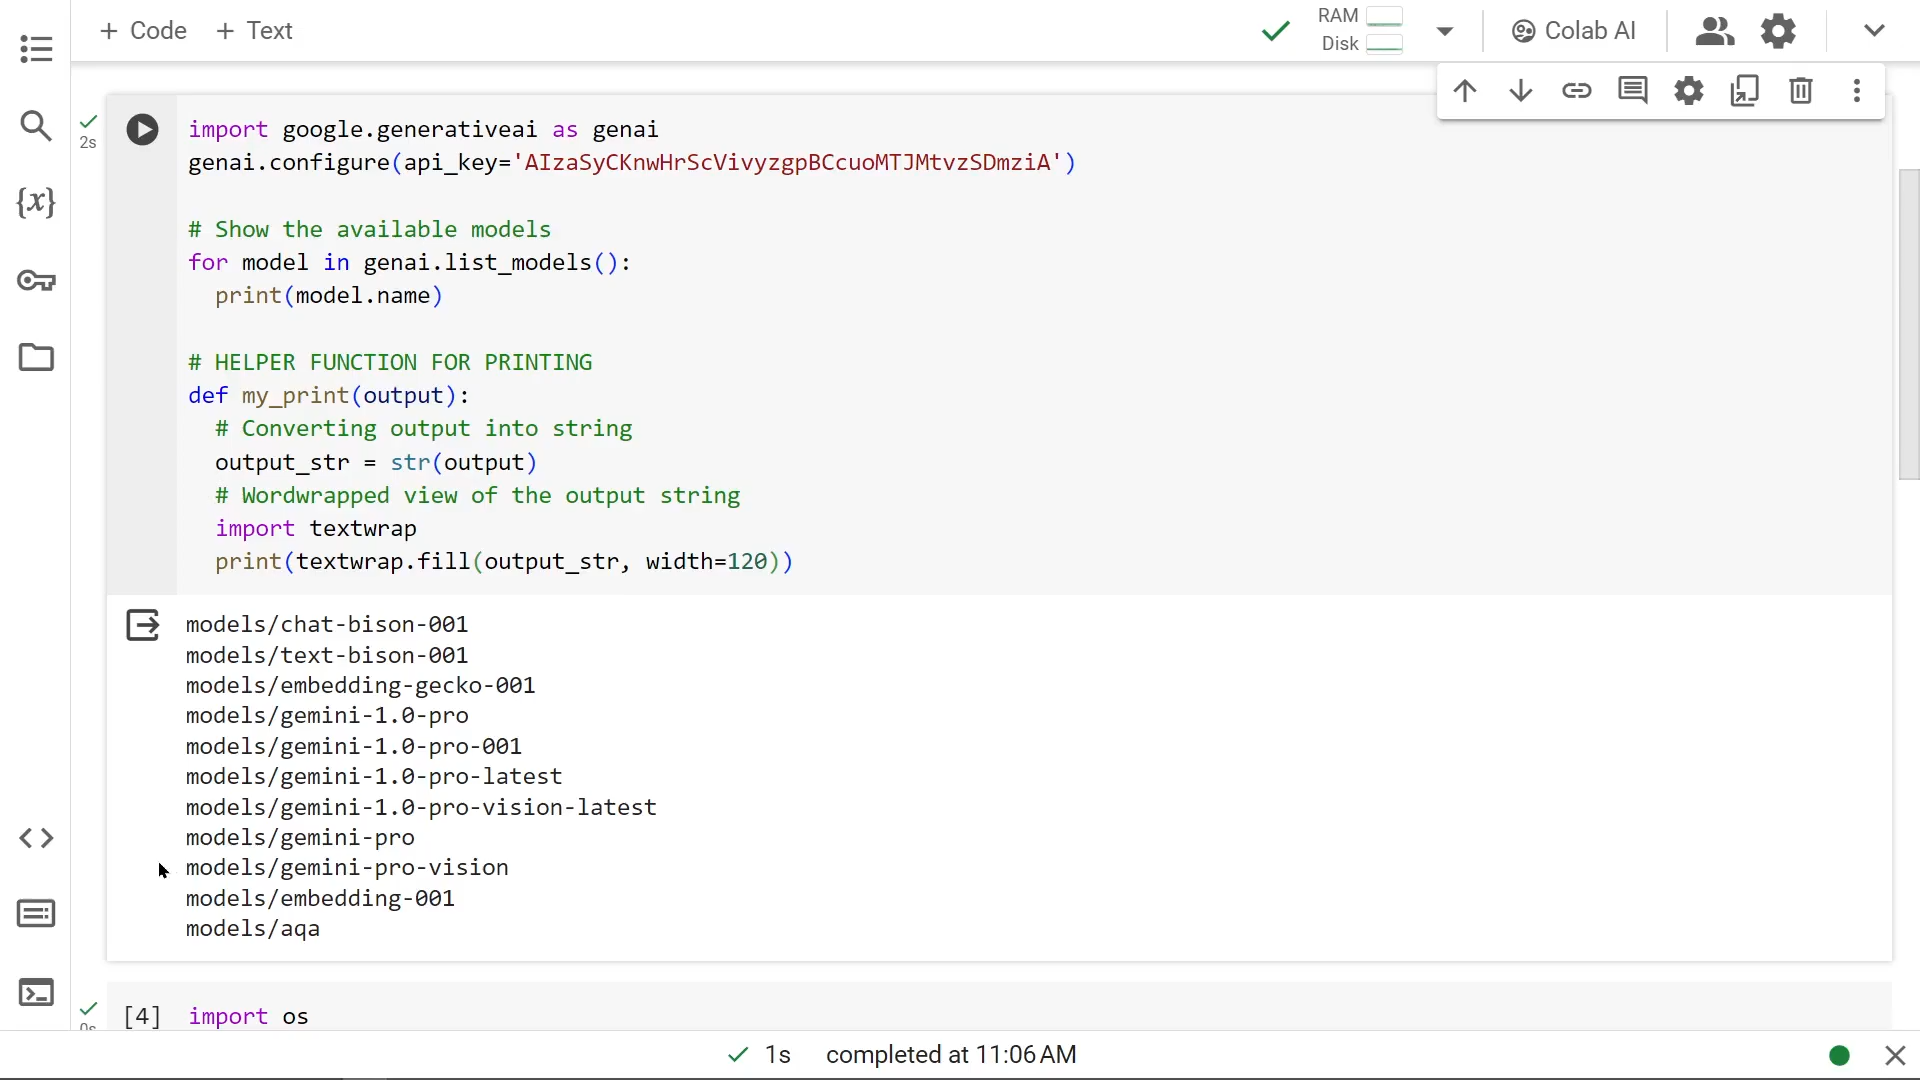 + Code + Text
RAM
Disk
Colab AI
2s
import google.generativeai as genai
genai.configure(api_key='AIzaSyCKnwHrScVivyzgpBCcuoMTJMtvzSDmziA')
# Show the available models
for model in genai.list_models():
print(model.name)
# HELPER FUNCTION FOR PRINTING
def my_print(output):
# Converting output into string
output_str = str(output)
# Wordwrapped view of the output string
import textwrap
print(textwrap.fill(output_str, width=120))
models/chat-bison-001
models/text-bison-001
models/embedding-gecko-001
models/gemini-1.0-pro
models/gemini-1.0-pro-001
models/gemini-1.0-pro-latest
models/gemini-1.0-pro-vision-latest
models/gemini-pro
models/gemini-pro-vision
models/embedding-001
models/aqa
0s
[4] import os
1s completed at 11:06 AM